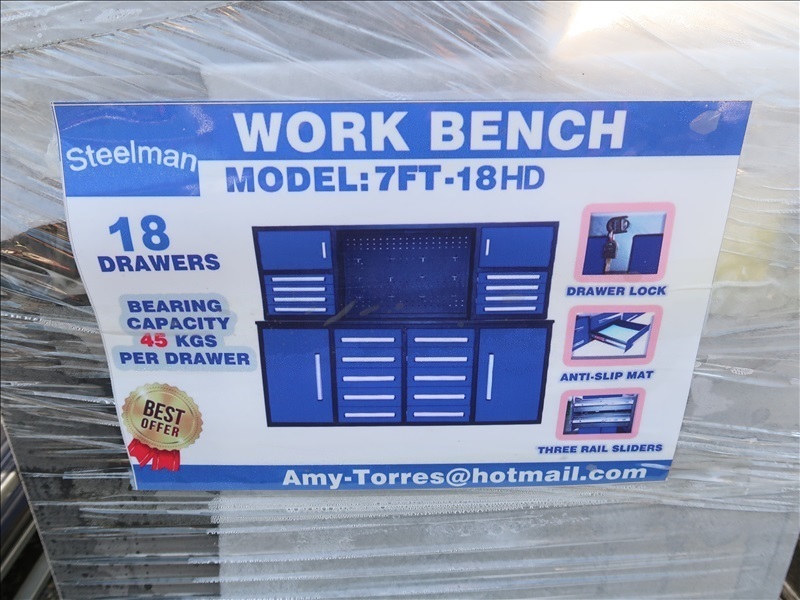 Steelman
WORK BENCH
MODEL: 7FT-18HD
18
DRAWERS
BEARING
CAPACITY
45 KGS
PER DRAWER
BEST
OFFER
DRAWER LOCK
ANTI-SLIP MAT
THREE RAIL SLIDERS
Amy-Torres@hotmail.com